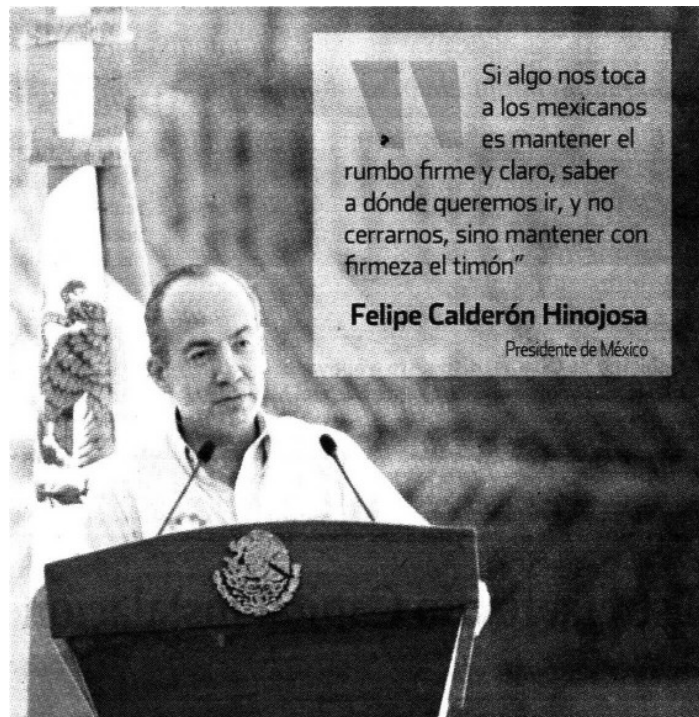 Si algo nos toca
a los mexicanos
es mantener el
rumbo firme y claro, saber
a dónde queremos ir, y no
cerrarnos, sino mantener con
firmeza el timón”
Felipe Calderón Hinojosa
Presidente de México